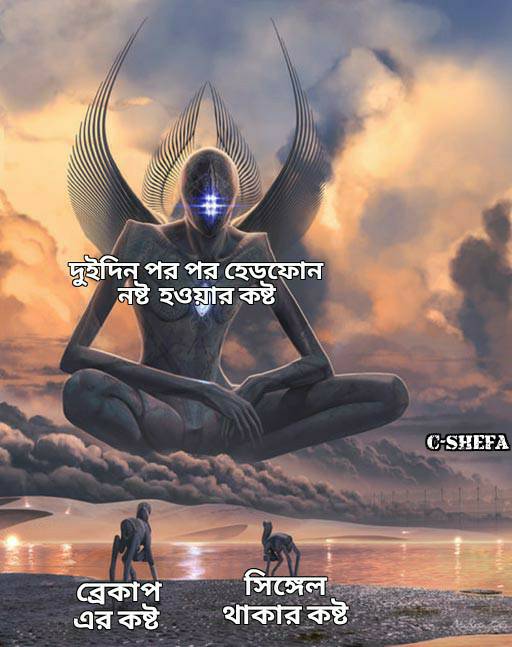 দুইদিন পর পর হেডফোন
নষ্ট হওয়ার কষ্ট
C-SHEFA
ব্রেকাপ
এর কষ্ট
সিঙ্গেল
থাকার কষ্ট